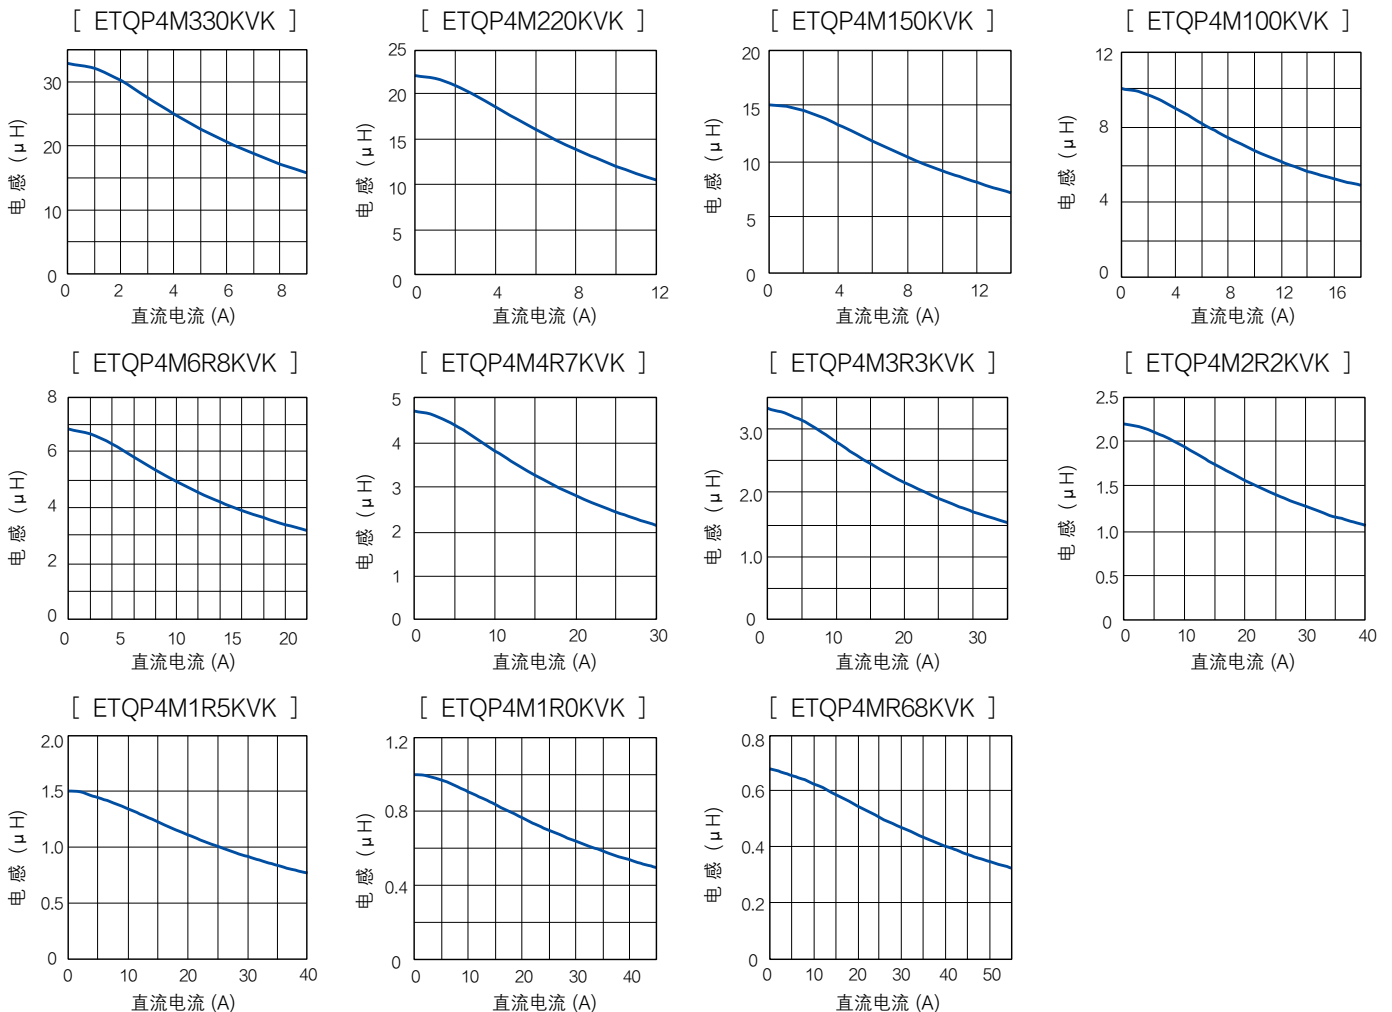 [ ETQP4M330KVK ]
30
20
10
0
0 2 4 6 8
电感 (μH)
直流电流 (A)
[ ETQP4M220KVK ]
25
20
15
10
5
0
0 4 8 12
电感 (μH)
直流电流 (A)
[ ETQP4M150KVK ]
20
15
10
5
0
0 4 8 12
电感 (μH)
直流电流 (A)
[ ETQP4M100KVK ]
12
8
4
0
0 4 8 12 16
电感 (μH)
直流电流 (A)
[ ETQP4M6R8KVK ]
8
6
4
2
0
0 5 10 15 20
电感 (μH)
直流电流 (A)
[ ETQP4M4R7KVK ]
5
4
3
2
1
0
0 10 20 30
电感 (μH)
直流电流 (A)
[ ETQP4M3R3KVK ]
3.0
2.0
1.0
0
0 10 20 30
电感 (μH)
直流电流 (A)
[ ETQP4M2R2KVK ]
2.5
2.0
1.5
1.0
0.5
0
0 10 20 30 40
电感 (μH)
直流电流 (A)
[ ETQP4M1R5KVK ]
2.0
1.5
1.0
0.5
0
0 10 20 30 40
电感 (μH)
直流电流 (A)
[ ETQP4M1R0KVK ]
1.2
0.8
0.4
0
0 10 20 30 40
电感 (μH)
直流电流 (A)
[ ETQP4MR68KVK ]
0.8
0.6
0.4
0.2
0
0 10 20 30 40 50
电感 (μH)
直流电流 (A)